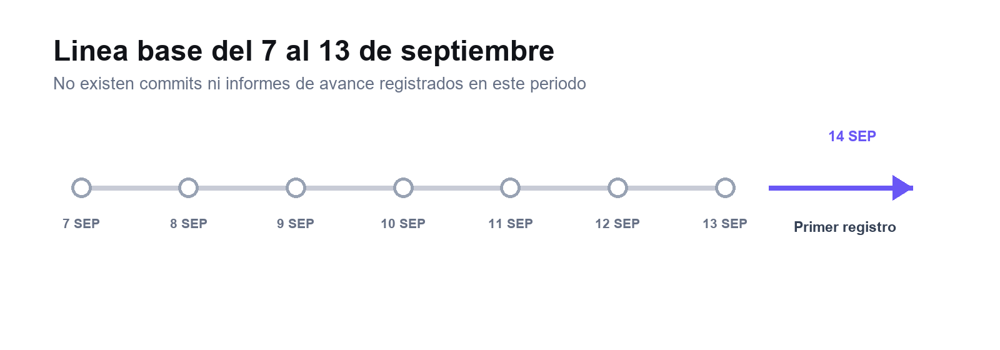 Linea base del 7 al 13 de septiembre
No existen commits ni informes de avance registrados en este periodo
14 SEP
7 SEP
8 SEP
9 SEP
10 SEP
11 SEP
12 SEP
13 SEP
Primer registro